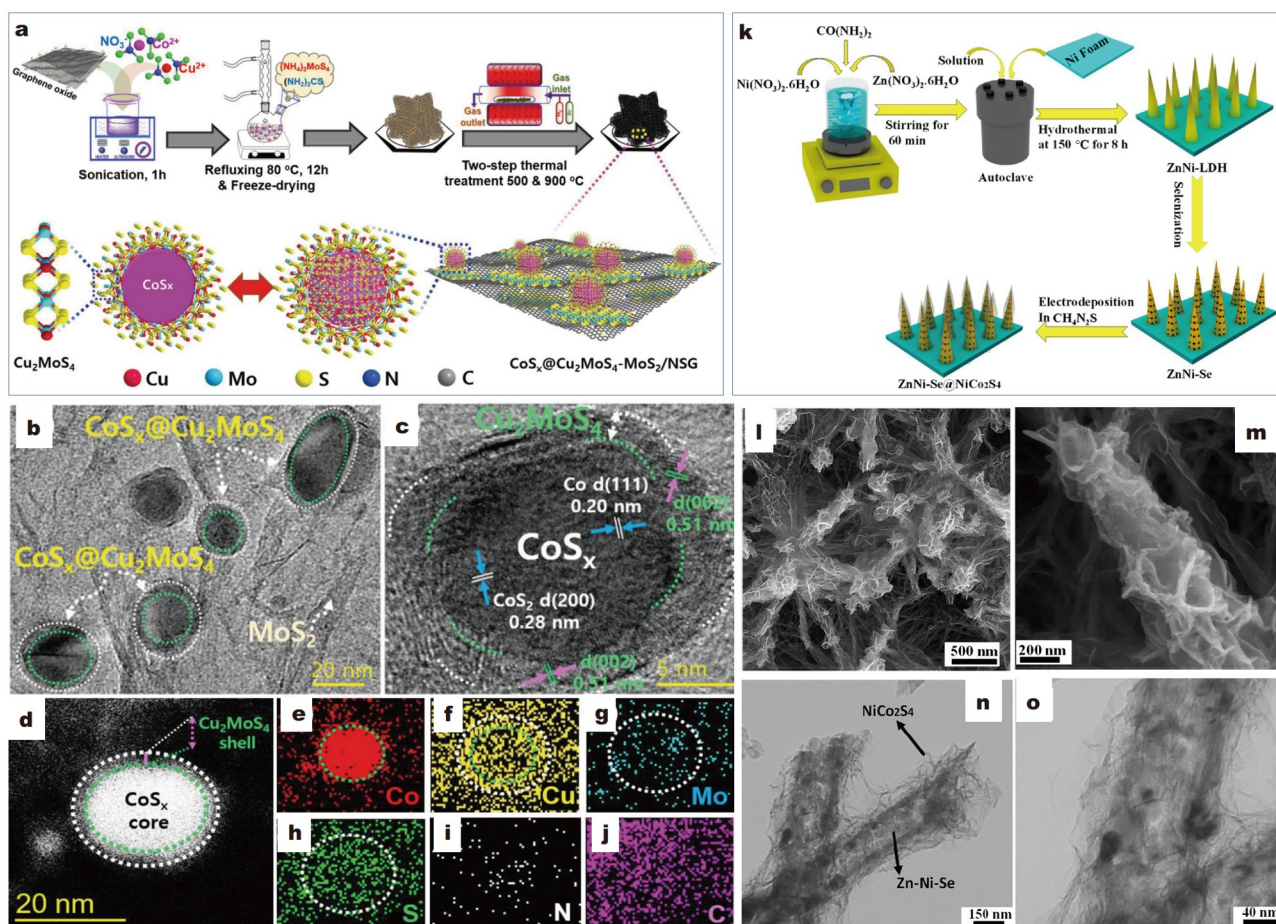 a
NO₃⁻
Co²⁺
Cu²⁺
Graphene oxide
Sonication, 1h
(NH₄)₂MoS₄
(NH₂)₂CS
Refluxing 80 °C, 12h
& Freeze-drying
Gas
outlet
Gas
inlet
Two-step thermal
treatment 500 & 900 °C
CoSₓ
Cu₂MoS₄
CoSₓ@Cu₂MoS₄-MoS₂/NSG
Cu
Mo
S
N
C
k
CO(NH₂)₂
Ni(NO₃)₂.6H₂O
Zn(NO₃)₂.6H₂O
Stirring for
60 min
Solution
Ni Foam
Autoclave
Hydrothermal
at 150 °C for 8 h
ZnNi-LDH
Selenization
ZnNi-Se
Electrodeposition
In CH₄N₂S
ZnNi-Se@NiCo₂S₄
b
CoSₓ@Cu₂MoS₄
CoSₓ@Cu₂MoS₄
MoS₂
20 nm
c
Cu₂MoS₄
Co d(111)
0.20 nm
d(002)
0.51 nm
CoSₓ
CoS₂ d(200)
0.28 nm
d(002)
0.51 nm
5 nm
d
Cu₂MoS₄
shell
CoSₓ
core
20 nm
e
Co
f
Cu
g
Mo
h
S
i
N
j
C
l
500 nm
m
200 nm
n
NiCo₂S₄
Zn-Ni-Se
150 nm
o
40 nm